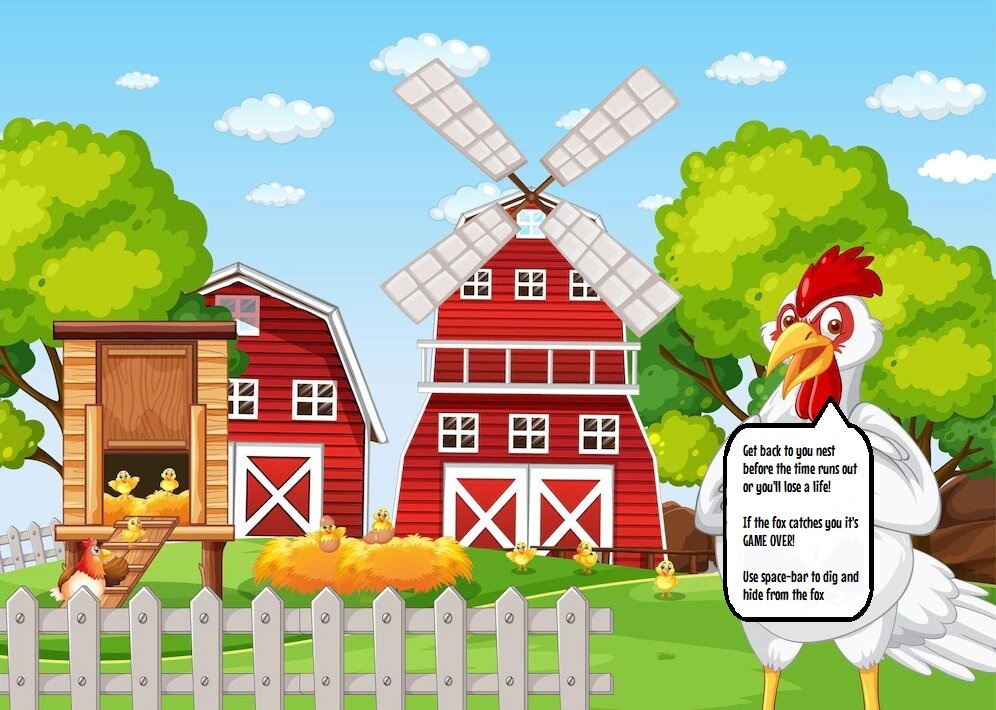 Get back to you nest
before the time runs out
or you'll lose a life!
If the fox catches you it's
GAME OVER!
Use space-bar to dig and
hide from the fox